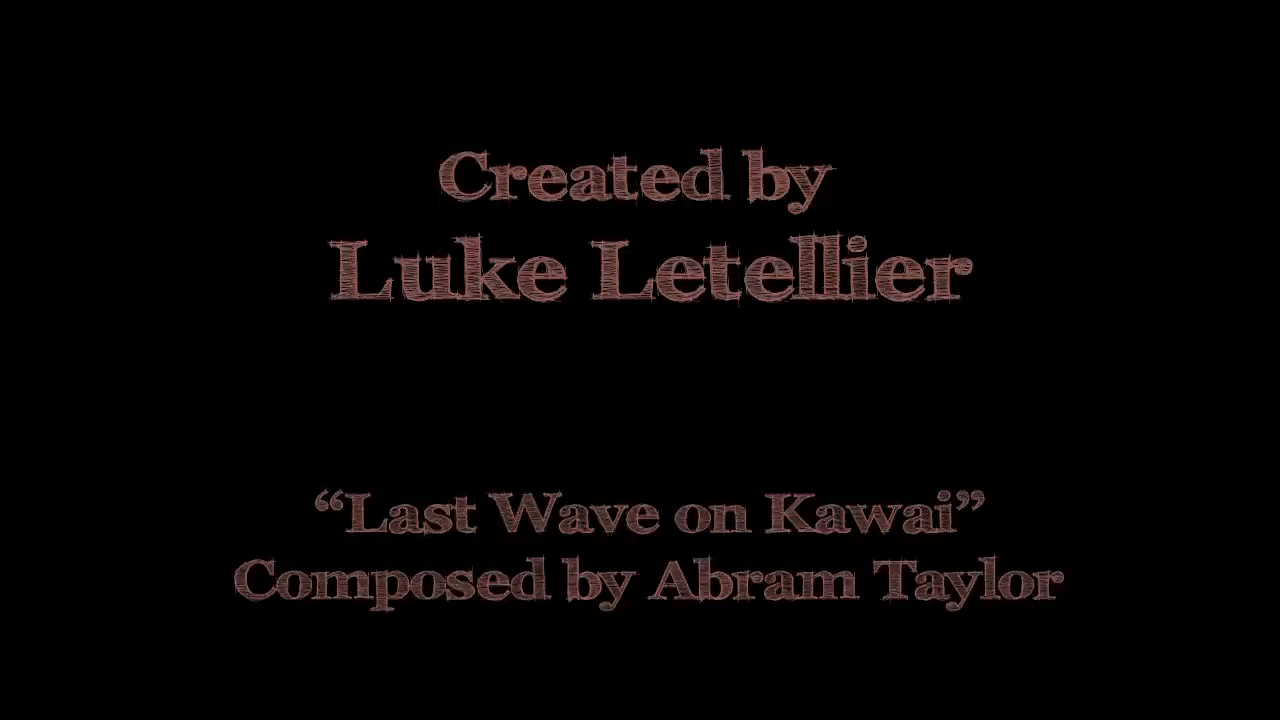 Created by
Luke Letellier
“Last Wave on Kawai”
Composed by Abram Taylor